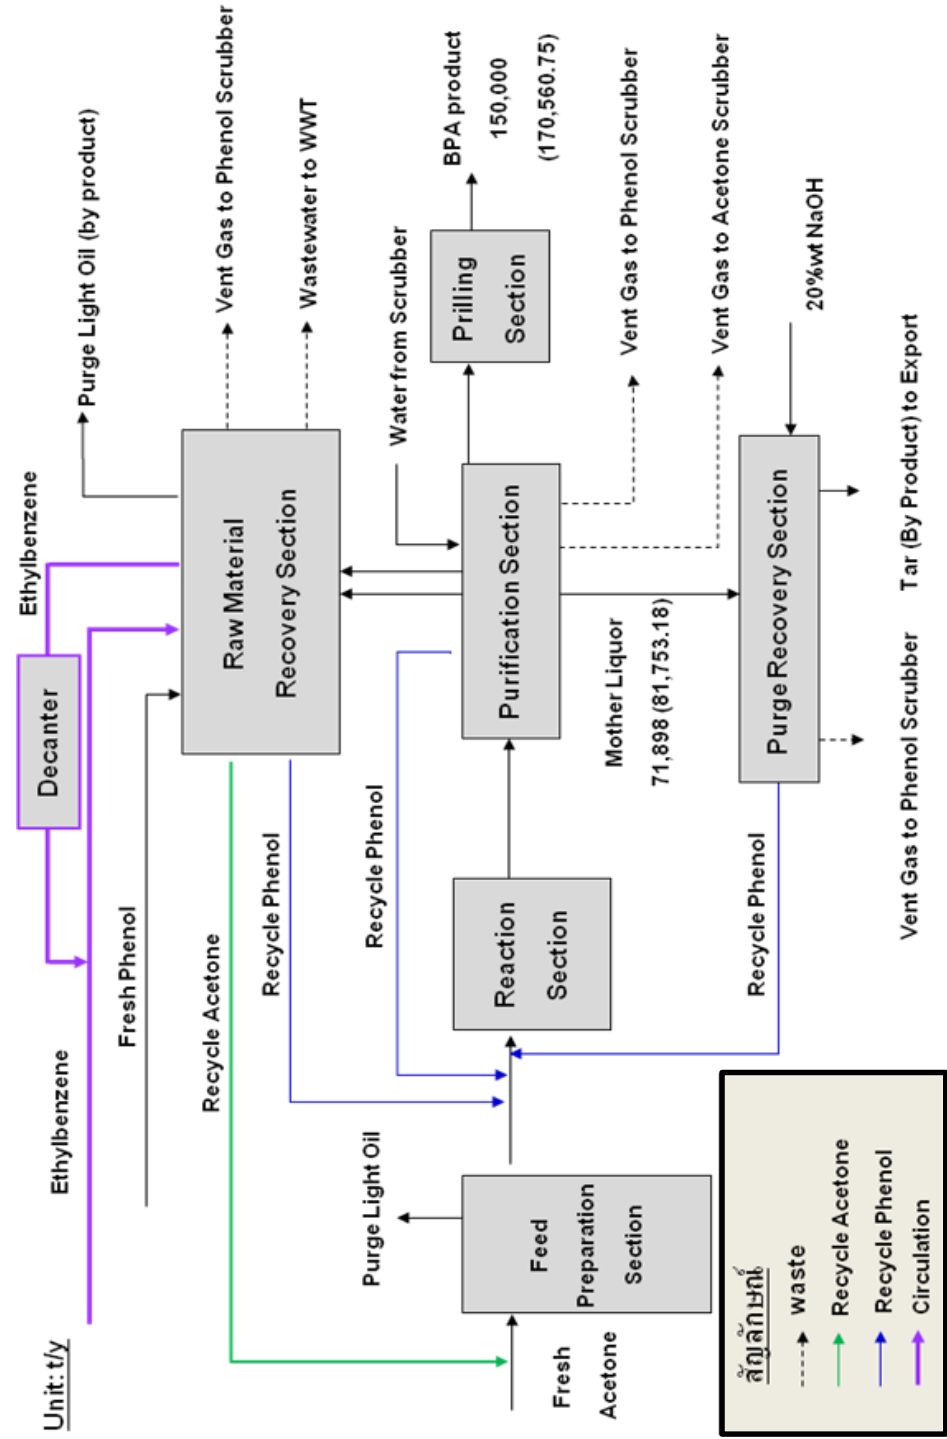 Unit: t/y
Ethylbenzene
Decanter
Ethylbenzene
Purge Light Oil (by product)
Fresh Phenol
Raw Material
Recovery Section
Vent Gas to Phenol Scrubber
Wastewater to WWT
Recycle Acetone
Recycle Phenol
Recycle Phenol
Water from Scrubber
Purge Light Oil
Fresh
Acetone
Feed
Preparation
Section
Reaction
Section
Purification Section
Prilling
Section
BPA product
150,000
(170,560.75)
Mother Liquor
71,898 (81,753.18)
Vent Gas to Phenol Scrubber
Vent Gas to Acetone Scrubber
Recycle Phenol
Purge Recovery Section
20%wt NaOH
Vent Gas to Phenol Scrubber
Tar (By Product) to Export
สัญลักษณ์
waste
Recycle Acetone
Recycle Phenol
Circulation